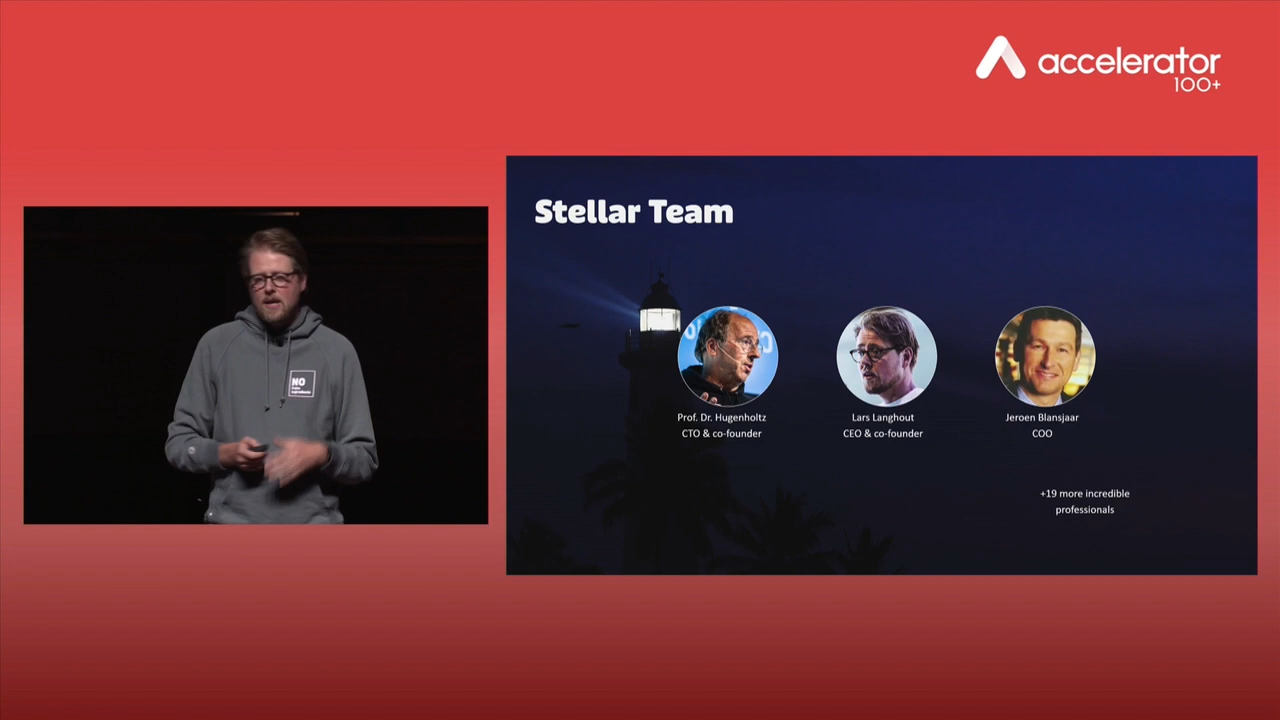 accelerator
100+
Stellar Team
NO
Prof. Dr. Hugenholtz
CTO & co-founder
Lars Langhout
CEO & co-founder
Jeroen Blansjaar
COO
+19 more incredible
professionals